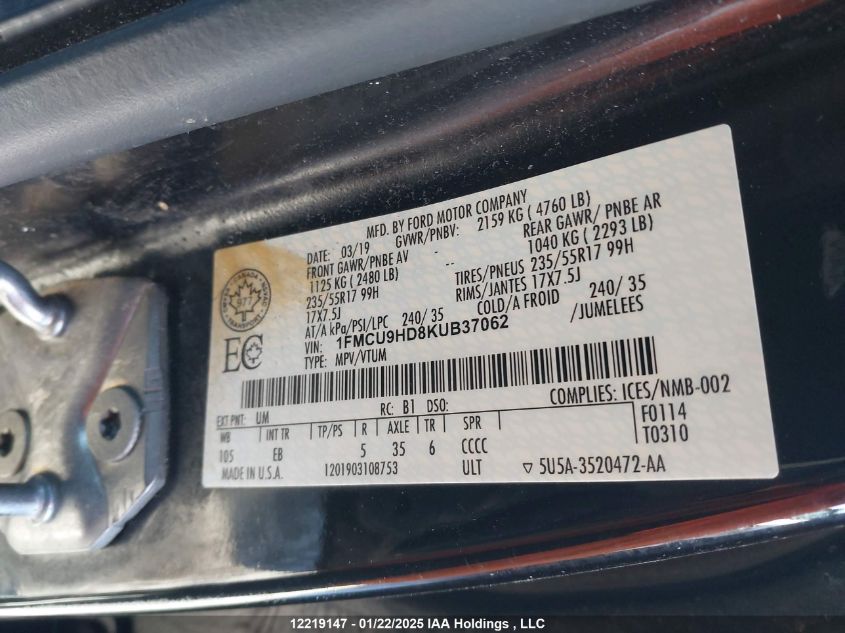 MFD. BY FORD MOTOR COMPANY
DATE: 03/19 GVWR/PNBV: 2159 KG ( 4760 LB)
FRONT GAWR/PNBE AV - - REAR GAWR/ PNBE AR
1125 KG ( 2480 LB) 1040 KG ( 2293 LB)
235/55R17 99H TIRES/PNEUS 235/55R17 99H
17X7.5J RIMS/JANTES 17X7.5J
AT/A kPa/PSI/LPC 240/ 35 COLD/A FROID 240/ 35
VIN: 1FMCU9HD8KUB37062 /JUMELEES
TYPE: MPV/VTUM
CANADA
977
TRANSPORT
EC
COMPLIES: ICES/NMB-002
EXT PNT: UM RC: B1 DSO: F0114
WB INT TR TP/PS R AXLE TR SPR T0310
105 EB 5 35 6 CCCC
MADE IN U.S.A. 1201903108753 ULT ▽ 5U5A-3520472-AA
12219147 - 01/22/2025 IAA Holdings , LLC